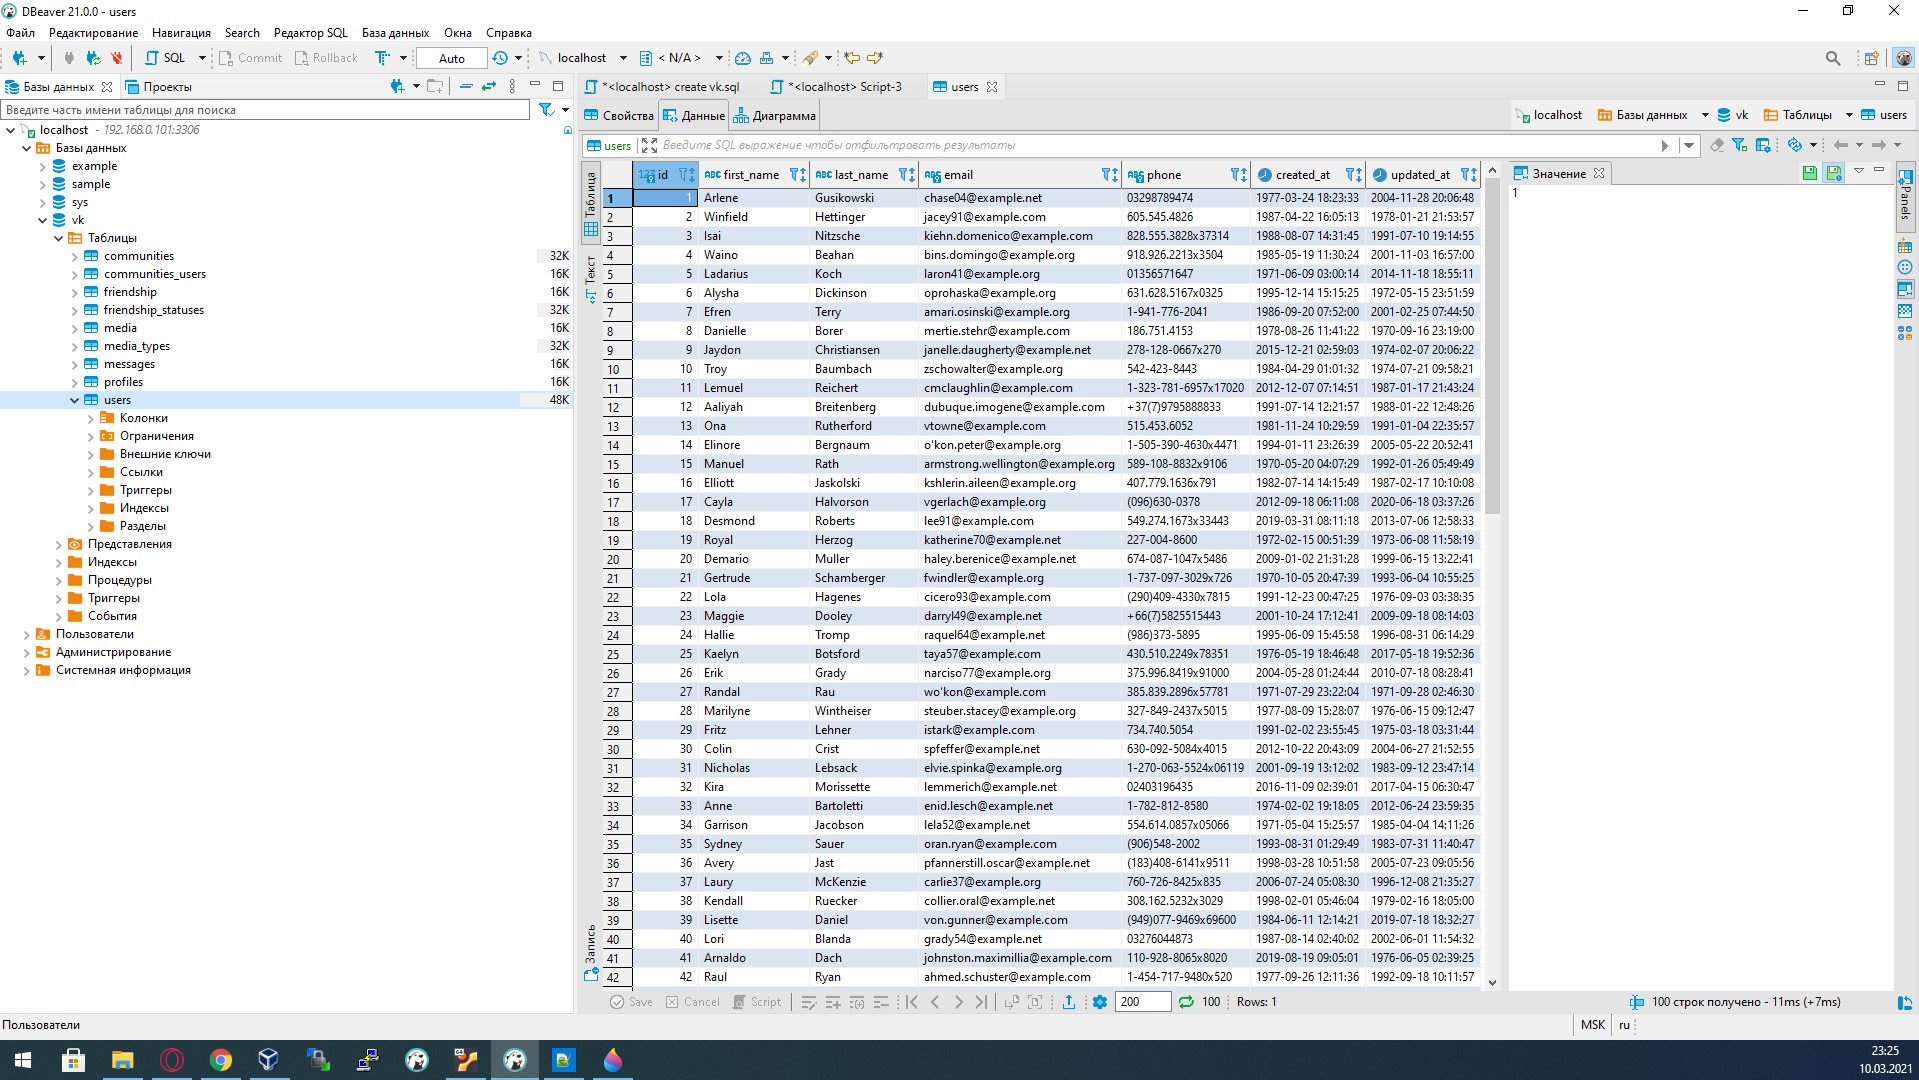 DBeaver 21.0.0 - users
Файл Редактирование Навигация Search Редактор SQL База данных Окна Справка
SQL Commit Rollback Auto localhost < N/A >
Базы данных Проекты
*<localhost> create vk.sql *<localhost> Script-3 users
Введите часть имени таблицы для поиска
Свойства Данные Диаграмма
localhost Базы данных vk Таблицы users
localhost - 192.168.0.101:3306
Базы данных
example
sample
sys
vk
Таблицы
communities 32K
communities_users 16K
friendship 16K
friendship_statuses 32K
media 16K
media_types 32K
messages 16K
profiles 16K
users 48K
Колонки
Ограничения
Внешние ключи
Ссылки
Триггеры
Индексы
Разделы
Представления
Индексы
Процедуры
Триггеры
События
Пользователи
Администрирование
Системная информация
users Введите SQL выражение чтобы отфильтровать результаты
Таблица
Текст
Запись
123 id ABC first_name ABC last_name ABC email ABC phone created_at updated_at
1 1 Arlene Gusikowski chase04@example.net 03298789474 1977-03-24 18:23:33 2004-11-28 20:06:48
2 2 Winfield Hettinger jacey91@example.com 605.545.4826 1987-04-22 16:05:13 1978-01-21 21:53:57
3 3 Isai Nitzsche kiehn.domenico@example.com 828.555.3828x37314 1988-08-07 14:31:45 1991-07-10 19:14:55
4 4 Waino Beahan bins.domingo@example.org 918.926.2213x3504 1985-05-19 11:30:24 2001-11-03 16:57:00
5 5 Ladarius Koch laron41@example.org 01356571647 1971-06-09 03:00:14 2014-11-18 18:55:11
6 6 Alysha Dickinson oprohaska@example.org 631.628.5167x0325 1995-12-14 15:15:25 1972-05-15 23:51:59
7 7 Efren Terry amari.osinski@example.org 1-941-776-2041 1986-09-20 07:52:00 2001-02-25 07:44:50
8 8 Danielle Borer mertie.stehr@example.com 186.751.4153 1978-08-26 11:41:22 1970-09-16 23:19:00
9 9 Jaydon Christiansen janelle.daugherty@example.net 278-128-0667x270 2015-12-21 02:59:03 1974-02-07 20:06:22
10 10 Troy Baumbach zschowalter@example.org 542-423-8443 1984-04-29 01:01:32 1974-07-21 09:58:21
11 11 Lemuel Reichert cmclaughlin@example.com 1-323-781-6957x17020 2012-12-07 07:14:51 1987-01-17 21:43:24
12 12 Aaliyah Breitenberg dubuque.imogene@example.com +37(7)9795888833 1991-07-14 12:21:57 1988-01-22 12:48:26
13 13 Ona Rutherford vtowne@example.com 515.453.6052 1981-11-24 10:29:59 1991-01-04 22:35:57
14 14 Elinore Bergnaum o'kon.peter@example.org 1-505-390-4630x4471 1994-01-11 23:26:39 2005-05-22 20:52:41
15 15 Manuel Rath armstrong.wellington@example.org 589-108-8832x9106 1970-05-20 04:07:29 1992-01-26 05:49:49
16 16 Elliott Jaskolski kshlerin.aileen@example.com 407.779.1636x791 1982-07-14 14:15:49 1987-02-17 10:10:08
17 17 Cayla Halvorson vgerlach@example.org (096)630-0378 2012-09-18 06:11:08 2020-06-18 03:37:26
18 18 Desmond Roberts lee91@example.com 549.274.1673x33443 2019-03-31 08:11:18 2013-07-06 12:58:33
19 19 Royal Herzog katherine70@example.net 227-004-8600 1972-02-15 00:51:39 1973-06-08 11:58:19
20 20 Demario Muller haley.berenice@example.net 674-087-1047x5486 2009-01-02 21:31:28 1999-06-15 13:22:41
21 21 Gertrude Schamberger fwindler@example.org 1-737-097-3029x726 1970-10-05 20:47:39 1993-06-04 10:55:25
22 22 Lola Hagenes cicero93@example.com (290)409-4330x7815 1991-12-23 00:47:25 1976-09-03 03:38:35
23 23 Maggie Dooley darryl49@example.net +66(7)5825515443 2001-10-24 17:12:41 2009-09-18 08:14:03
24 24 Hallie Tromp raquel64@example.net (986)373-5895 1995-06-09 15:45:58 1996-08-31 06:14:29
25 25 Kaelyn Botsford taya57@example.com 430.510.2249x78351 1976-05-19 18:46:48 2017-05-18 19:52:36
26 26 Erik Grady narciso77@example.org 375.996.8419x91000 2004-05-28 01:24:44 2010-07-18 08:28:41
27 27 Randal Rau wo'kon@example.com 385.839.2896x57781 1971-07-29 23:22:04 1971-09-28 02:46:30
28 28 Marilyne Wintheiser steuber.stacey@example.org 327-849-2437x5015 1977-08-09 15:28:07 1976-06-15 09:12:47
29 29 Fritz Lehner istark@example.com 734.740.5054 1991-02-02 23:55:45 1975-03-18 03:31:44
30 30 Colin Crist spfeffer@example.net 630-092-5084x4015 2012-10-22 20:43:09 2004-06-27 21:52:55
31 31 Nicholas Lebsack elvie.spinka@example.org 1-270-063-5524x06119 2001-09-19 13:12:02 1983-09-12 23:47:14
32 32 Kira Morissette lemmerich@example.net 02403196435 2016-11-09 02:39:01 2017-04-15 06:30:47
33 33 Anne Bartoletti enid.lesch@example.net 1-782-812-8580 1974-02-02 19:18:05 2012-06-24 23:59:35
34 34 Garrison Jacobson lela52@example.net 554.614.0857x05066 1971-05-04 15:25:57 1985-04-04 14:11:26
35 35 Sydney Sauer oran.ryan@example.com (906)548-2002 1993-08-31 01:29:49 1983-07-31 11:40:47
36 36 Avery Jast pfannerstill.oscar@example.net (183)408-6141x9511 1998-03-28 10:51:58 2005-07-23 09:05:56
37 37 Laury McKenzie carlie37@example.org 760-726-8425x835 2006-07-24 05:08:30 1996-12-08 21:35:27
38 38 Kendall Ruecker collier.oral@example.net 308.162.5232x3029 1998-02-01 05:46:04 1979-02-16 18:05:00
39 39 Lisette Daniel von.gunner@example.com (949)077-9469x69600 1984-06-11 12:14:21 2019-07-18 18:32:27
40 40 Lori Blanda grady54@example.net 03276044873 1987-08-14 02:40:02 2002-06-01 11:54:32
41 41 Arnaldo Dach johnston.maximillia@example.com 110-928-8065x8020 2019-08-19 09:05:01 1976-06-05 02:39:25
42 42 Raul Ryan ahmed.schuster@example.com 1-454-717-9480x520 1977-09-26 12:11:36 1992-09-18 10:11:57
Значение
1
Panels
Save Cancel Script 200 100 Rows: 1 100 строк получено - 11ms (+7ms)
Пользователи MSK ru
23:25
10.03.2021